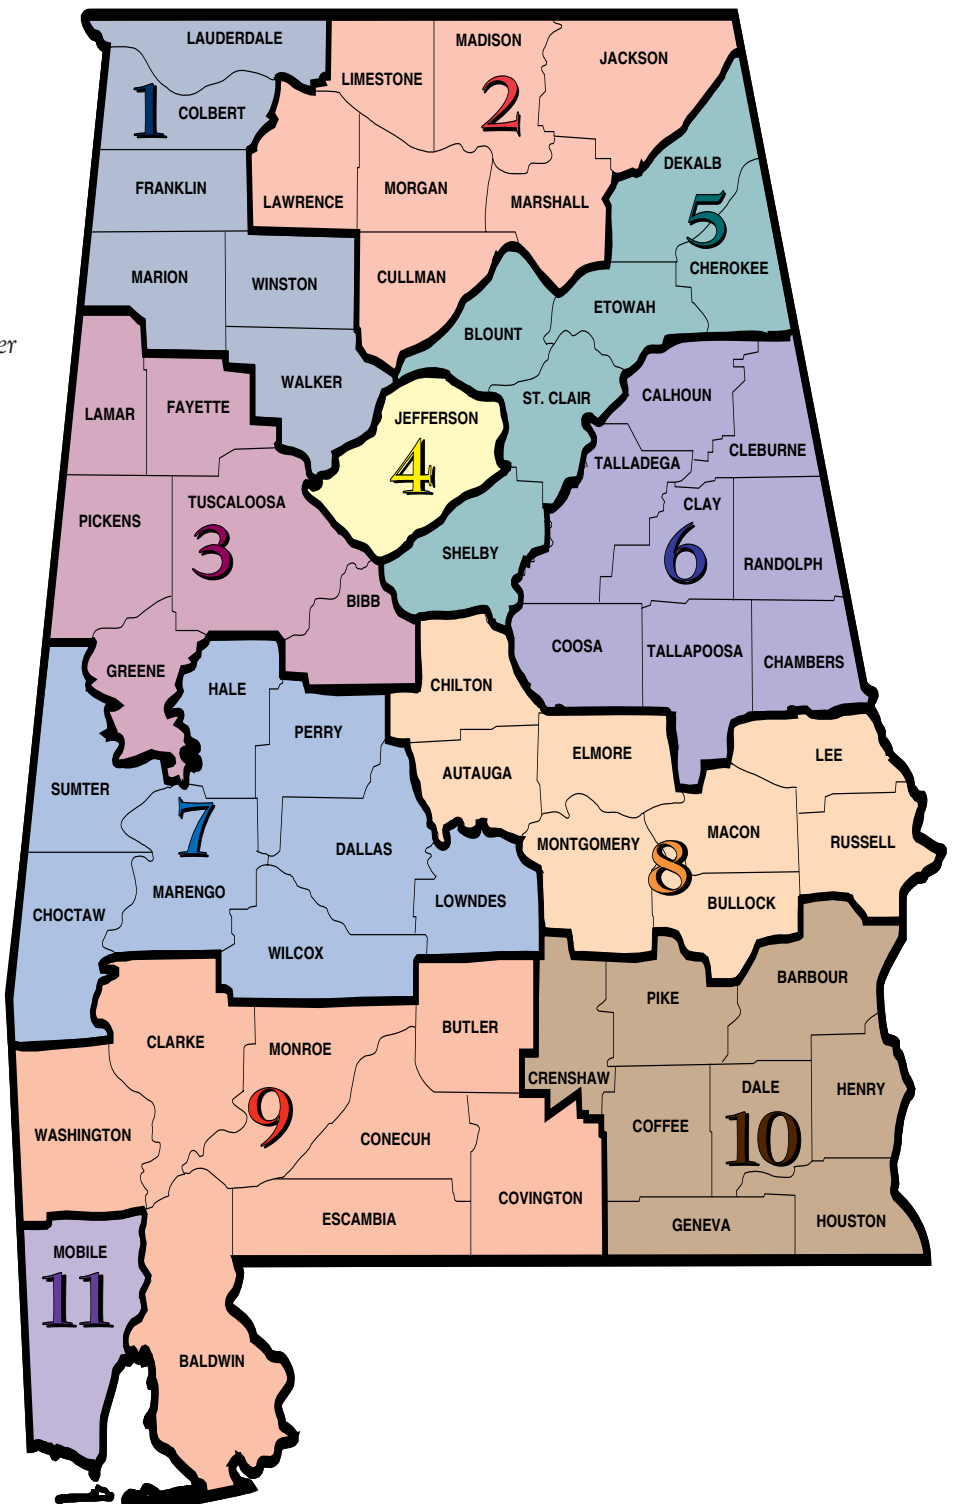 LAUDERDALE
MADISON
JACKSON
LIMESTONE
1
COLBERT
2
DEKALB
FRANKLIN
LAWRENCE
MORGAN
MARSHALL
5
MARION
WINSTON
CULLMAN
CHEROKEE
ETOWAH
BLOUNT
er
WALKER
ST. CLAIR
CALHOUN
LAMAR
FAYETTE
JEFFERSON
4
CLEBURNE
TALLADEGA
PICKENS
TUSCALOOSA
3
CLAY
6
SHELBY
RANDOLPH
BIBB
COOSA
TALLAPOOSA
CHAMBERS
GREENE
HALE
CHILTON
PERRY
ELMORE
LEE
SUMTER
AUTAUGA
7
DALLAS
MONTGOMERY
8
MACON
RUSSELL
MARENGO
LOWNDES
BULLOCK
CHOCTAW
WILCOX
BARBOUR
PIKE
CLARKE
MONROE
BUTLER
CRENSHAW
DALE
HENRY
9
WASHINGTON
CONECUH
COFFEE
10
COVINGTON
ESCAMBIA
GENEVA
HOUSTON
MOBILE
11
BALDWIN